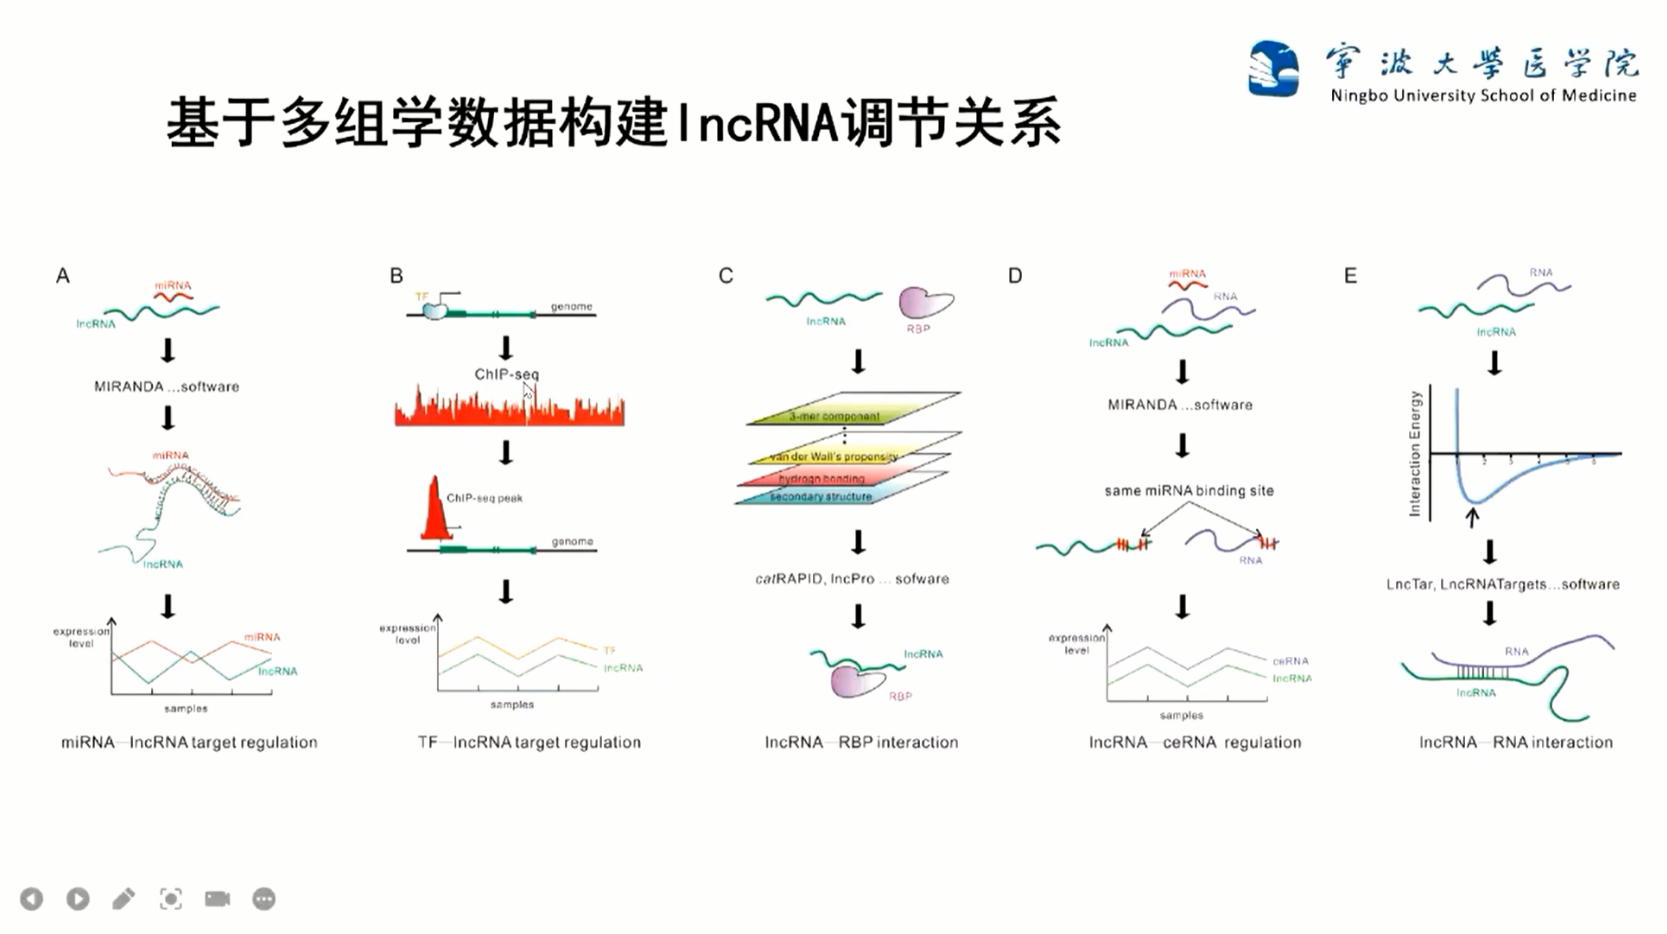 寧波大學医学院
Ningbo University School of Medicine
基于多组学数据构建lncRNA调节关系
A
miRNA
lncRNA
MIRANDA ...software
miRNA
lncRNA
expression
level
miRNA
lncRNA
samples
miRNA—lncRNA target regulation
B
TF
genome
ChIP-seq
ChIP-seq peak
genome
expression
level
TF
lncRNA
samples
TF—lncRNA target regulation
C
lncRNA
RBP
3-mer component
van der Wall's propensity
hydrogn bonding
secondary structure
catRAPID, lncPro ... sofware
lncRNA
RBP
lncRNA—RBP interaction
D
miRNA
RNA
lncRNA
MIRANDA ...software
same miRNA binding site
RNA
expression
level
ceRNA
lncRNA
samples
lncRNA—ceRNA regulation
E
RNA
lncRNA
Interaction Energy
LncTar, LncRNATargets...software
RNA
lncRNA
lncRNA—RNA interaction